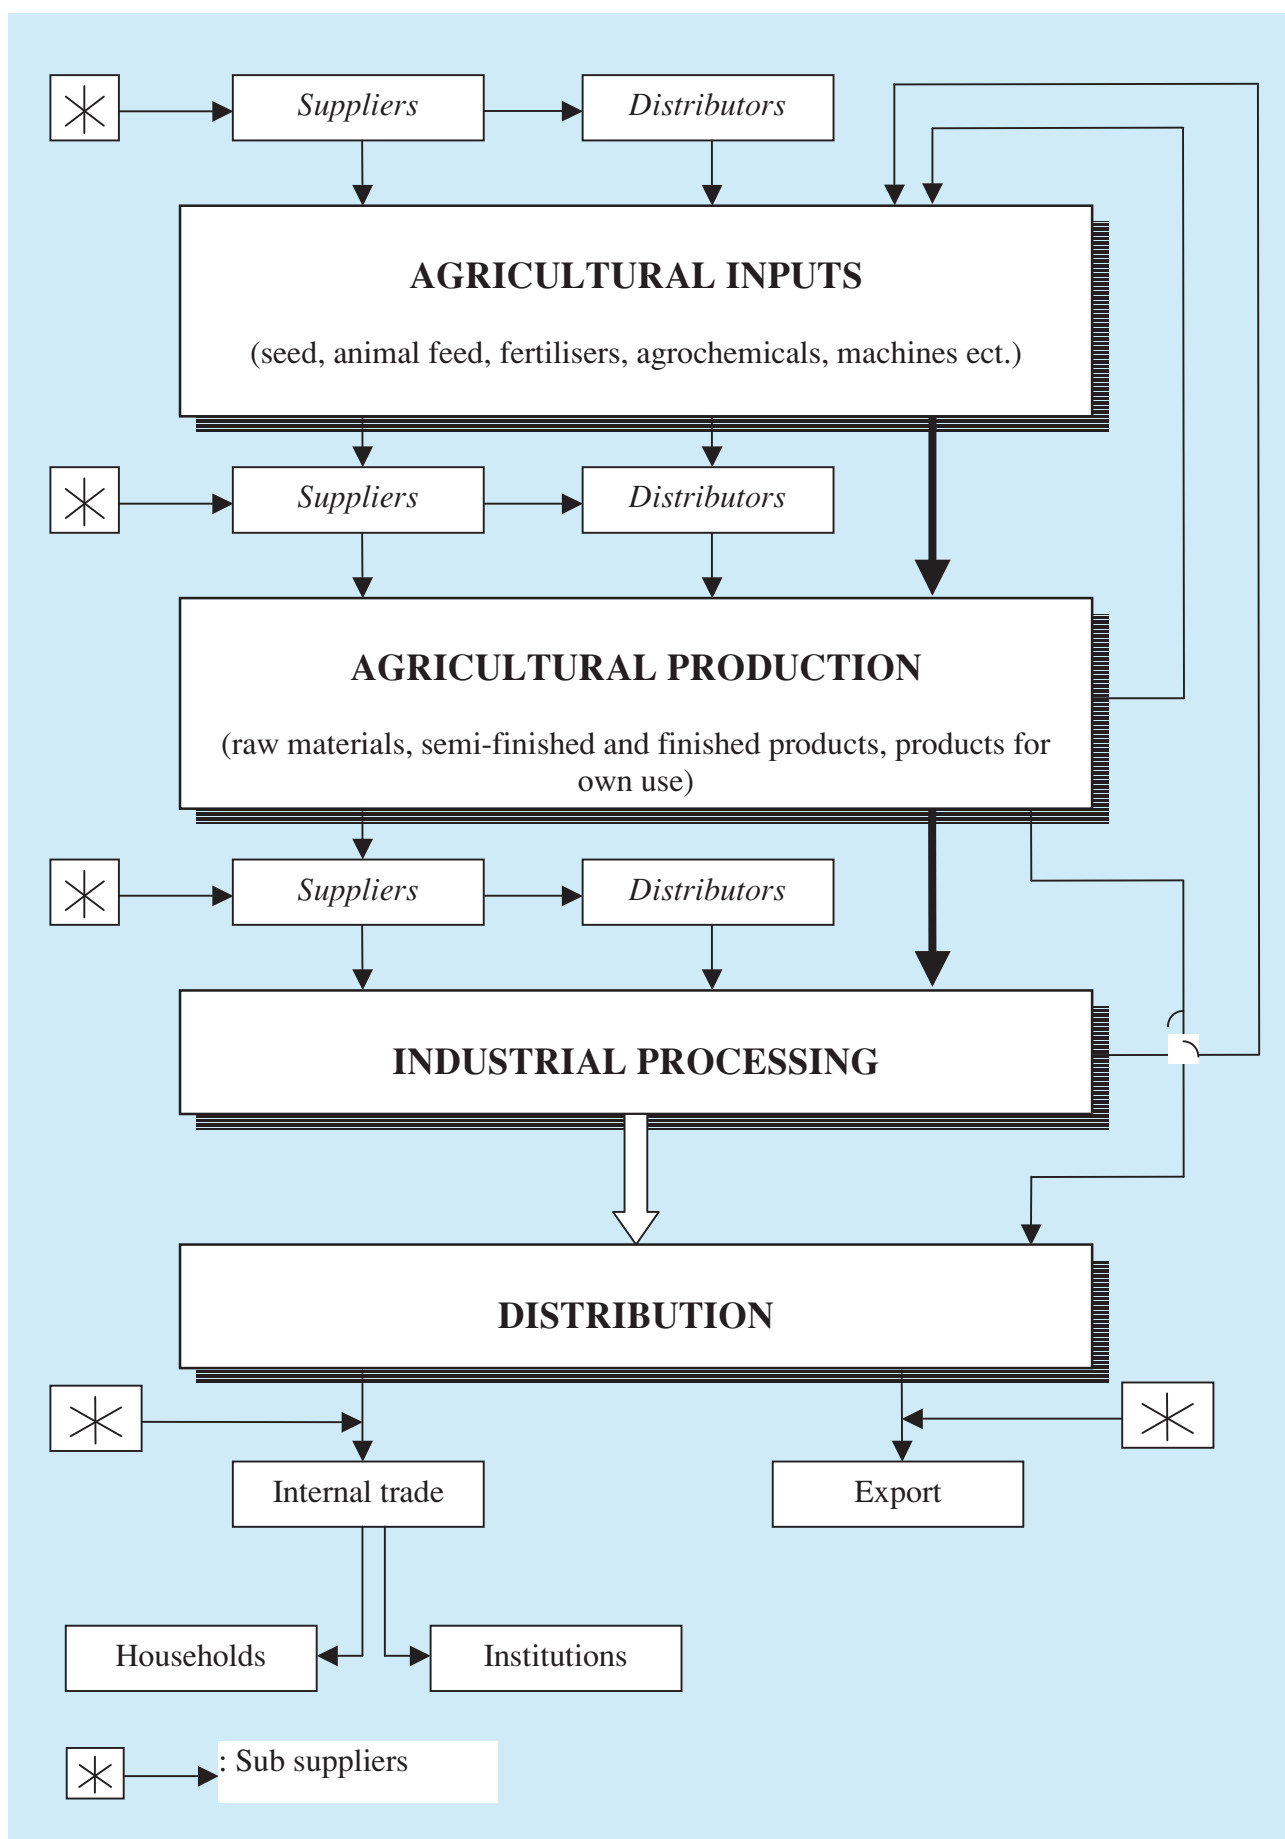 Suppliers
Distributors
AGRICULTURAL INPUTS
(seed, animal feed, fertilisers, agrochemicals, machines ect.)
Suppliers
Distributors
AGRICULTURAL PRODUCTION
(raw materials, semi-finished and finished products, products for
own use)
Suppliers
Distributors
INDUSTRIAL PROCESSING
DISTRIBUTION
Internal trade
Export
Households
Institutions
: Sub suppliers